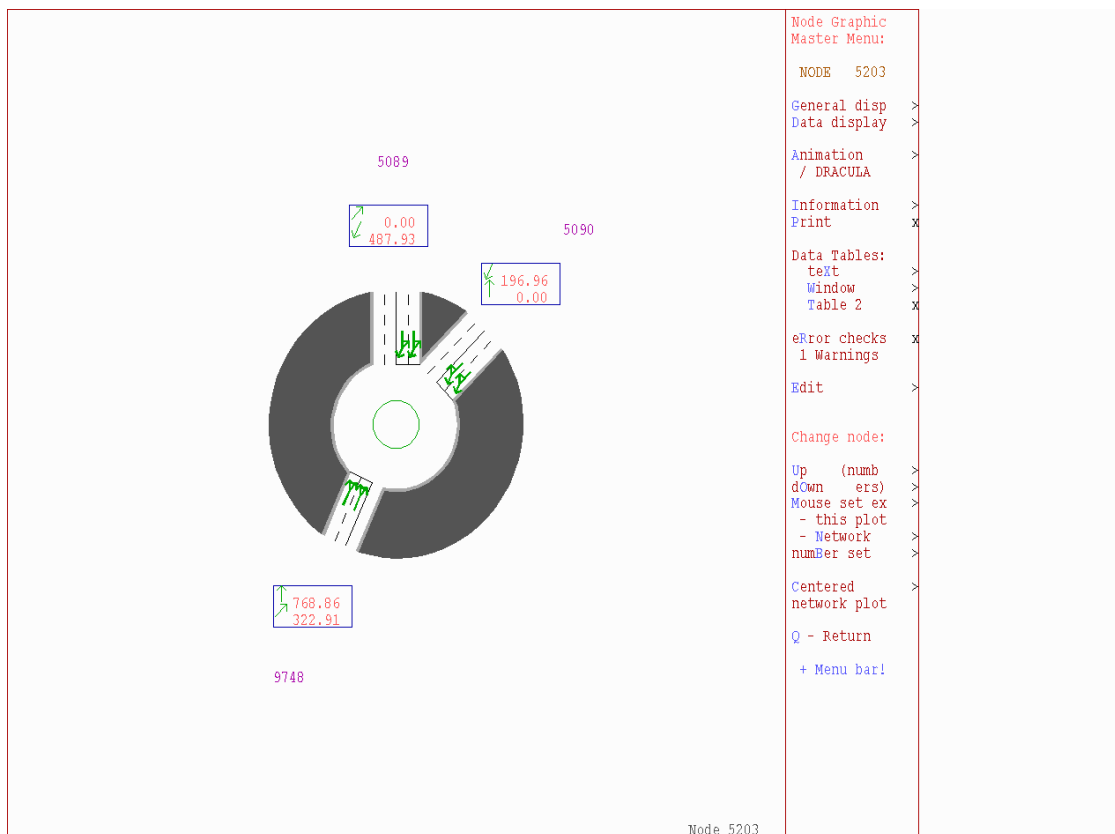 5089
0.00
487.93
5090
196.96
0.00
768.86
322.91
9748
Node 5203
Node Graphic
Master Menu:
NODE 5203
General disp >
Data display >
Animation >
/ DRACULA
Information >
Print x
Data Tables:
teXt >
Window >
Table 2 x
eRror checks x
1 Warnings
Edit >
Change node:
Up (numb >
dOwn ers) >
Mouse set ex >
- this plot
- Network >
numBer set >
Centered >
network plot
Q - Return
+ Menu bar!